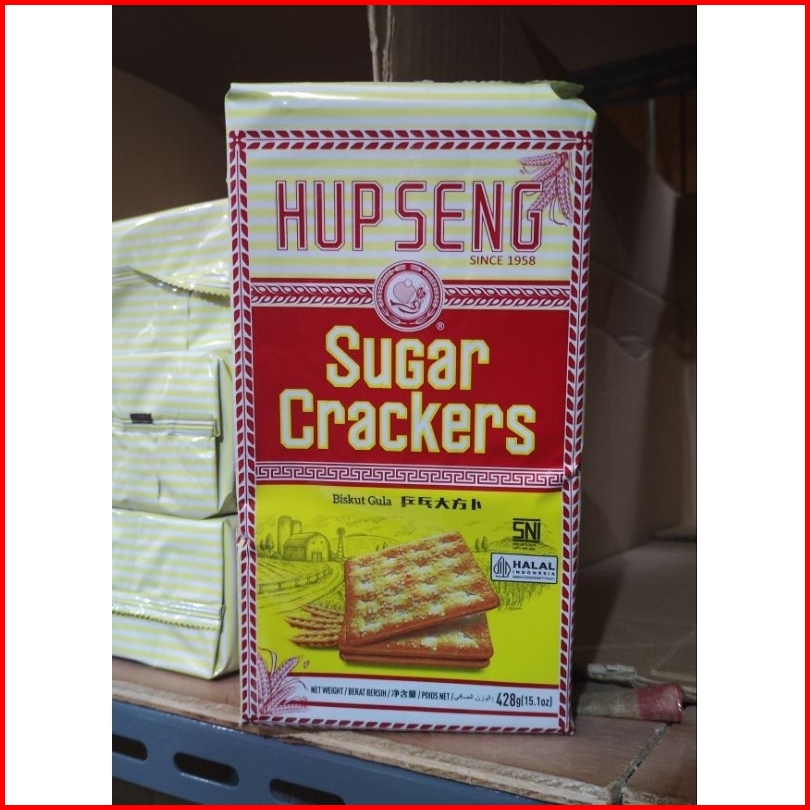 HUP SENG
SINCE 1958
®
Sugar
Crackers
Biskut Gula 乒乓大方卜
SNI
HALAL
INDONESIA
NET WEIGHT / BERAT BERSIH / 净含量 / POIDS NET / الوزن الصافي / 428g(15.1oz)